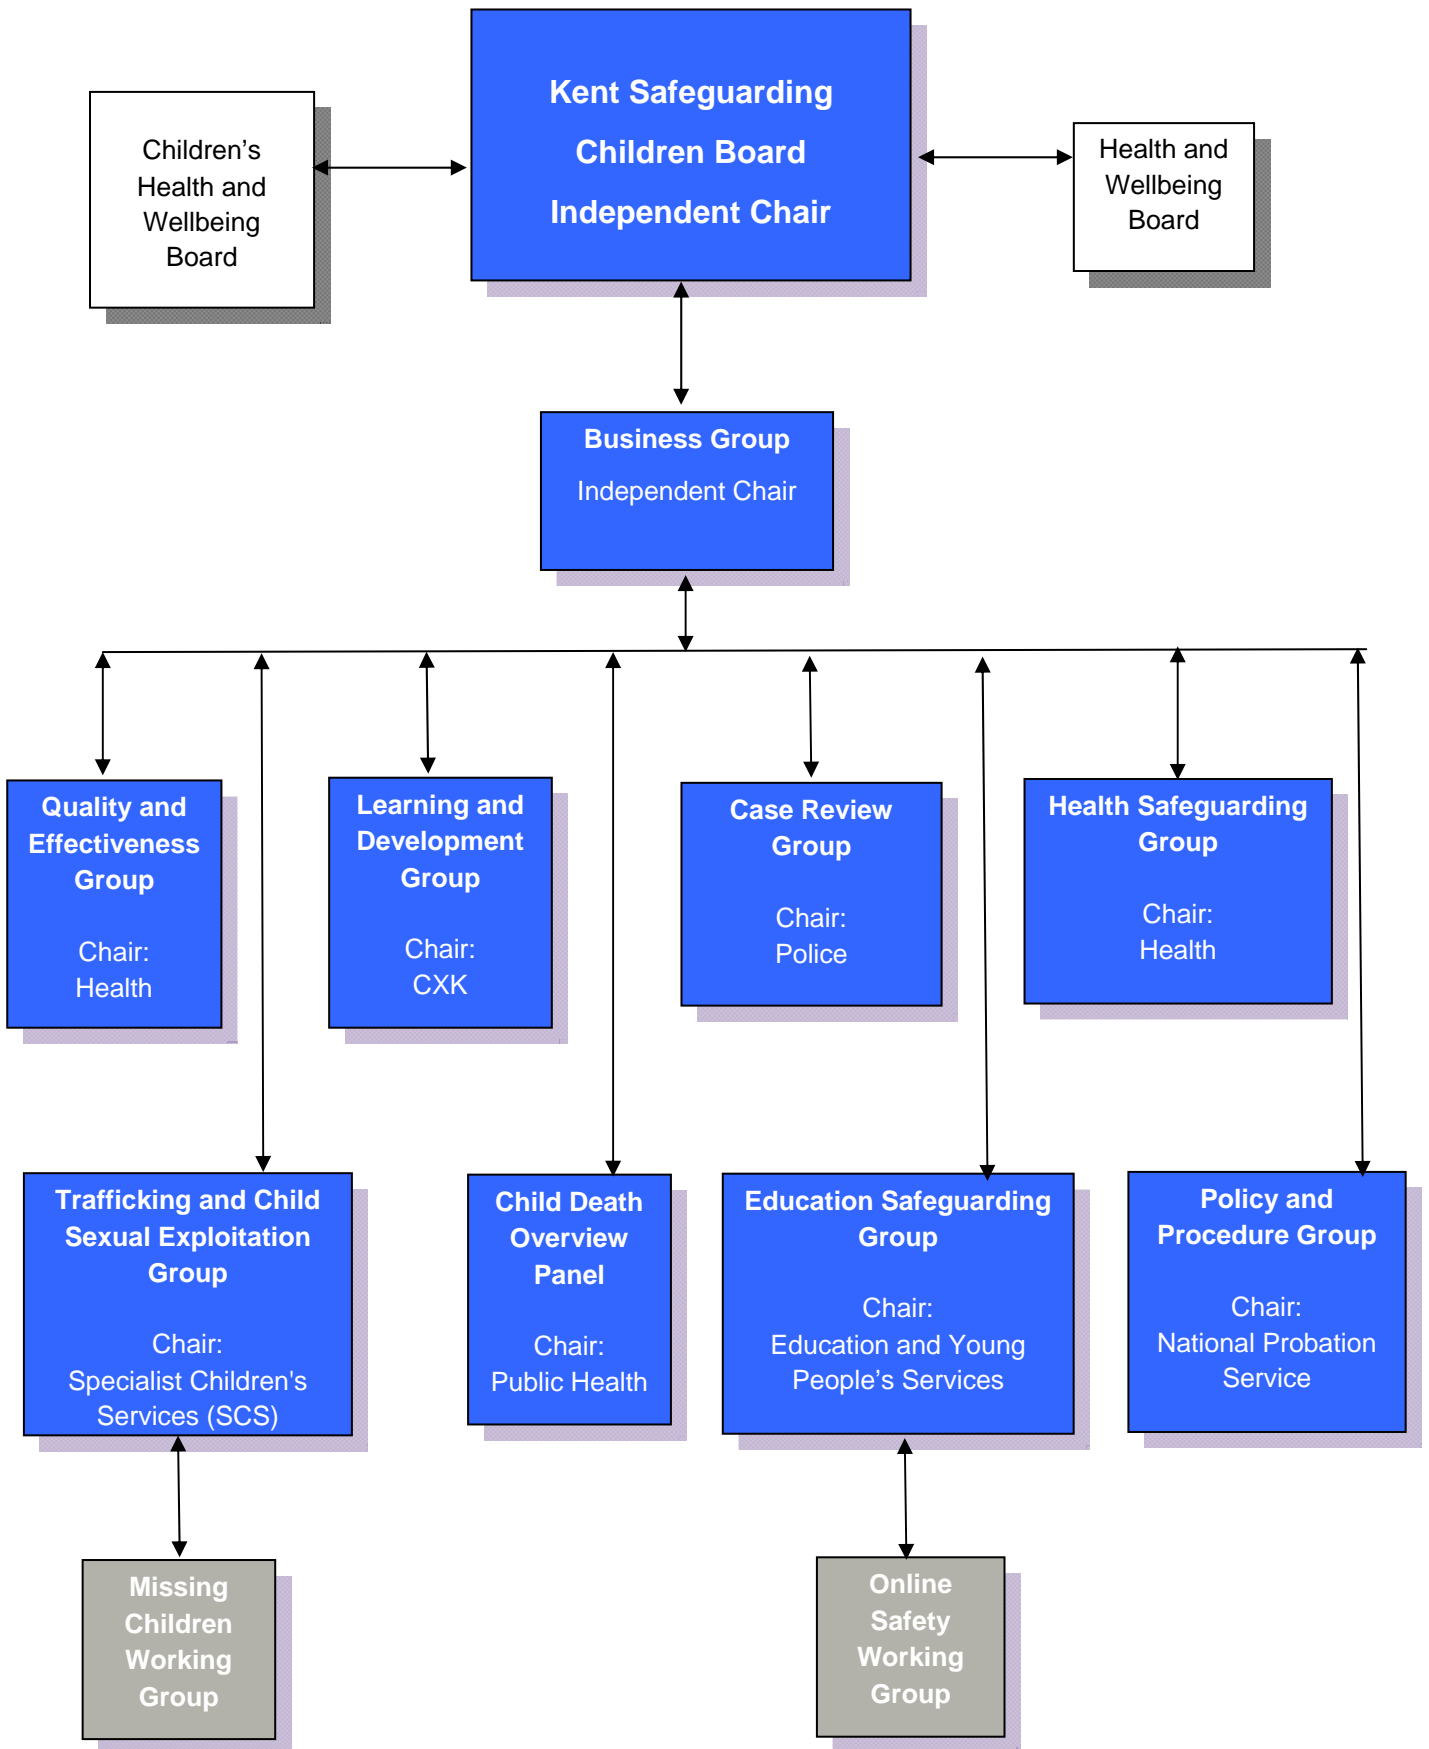 Kent Safeguarding
Children Board
Independent Chair
Children’s
Health and
Wellbeing
Board
Health and
Wellbeing
Board
Business Group
Independent Chair
Quality and
Effectiveness
Group
Chair:
Health
Learning and
Development
Group
Chair:
CXK
Case Review
Group
Chair:
Police
Health Safeguarding
Group
Chair:
Health
Trafficking and Child
Sexual Exploitation
Group
Chair:
Specialist Children's
Services (SCS)
Child Death
Overview
Panel
Chair:
Public Health
Education Safeguarding
Group
Chair:
Education and Young
People’s Services
Policy and
Procedure Group
Chair:
National Probation
Service
Missing
Children
Working
Group
Online
Safety
Working
Group